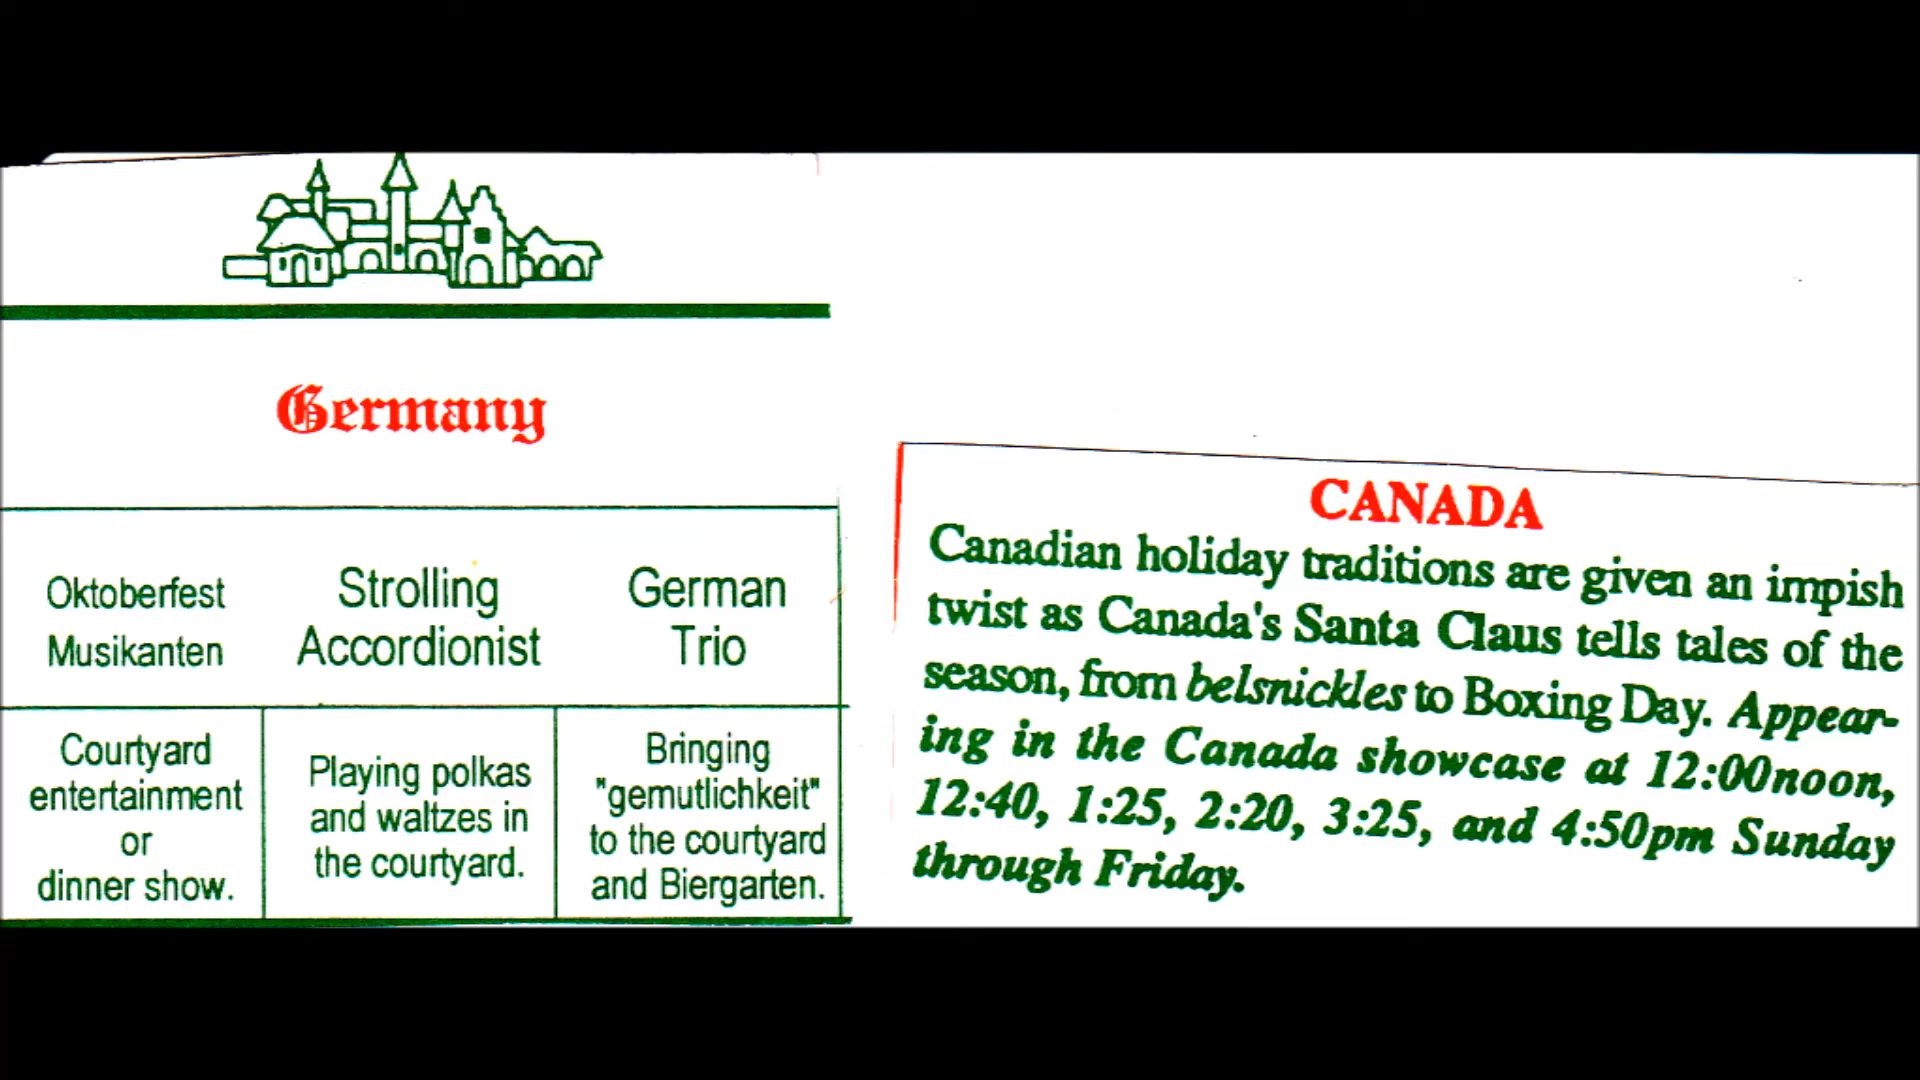 Germany
Oktoberfest
Musikanten
Strolling
Accordionist
German
Trio
Courtyard
entertainment
or
dinner show.
Playing polkas
and waltzes in
the courtyard.
Bringing
"gemutlichkeit"
to the courtyard
and Biergarten.
CANADA
Canadian holiday traditions are given an impish
twist as Canada's Santa Claus tells tales of the
season, from belsnickles to Boxing Day. Appear-
ing in the Canada showcase at 12:00noon,
12:40, 1:25, 2:20, 3:25, and 4:50pm Sunday
through Friday.